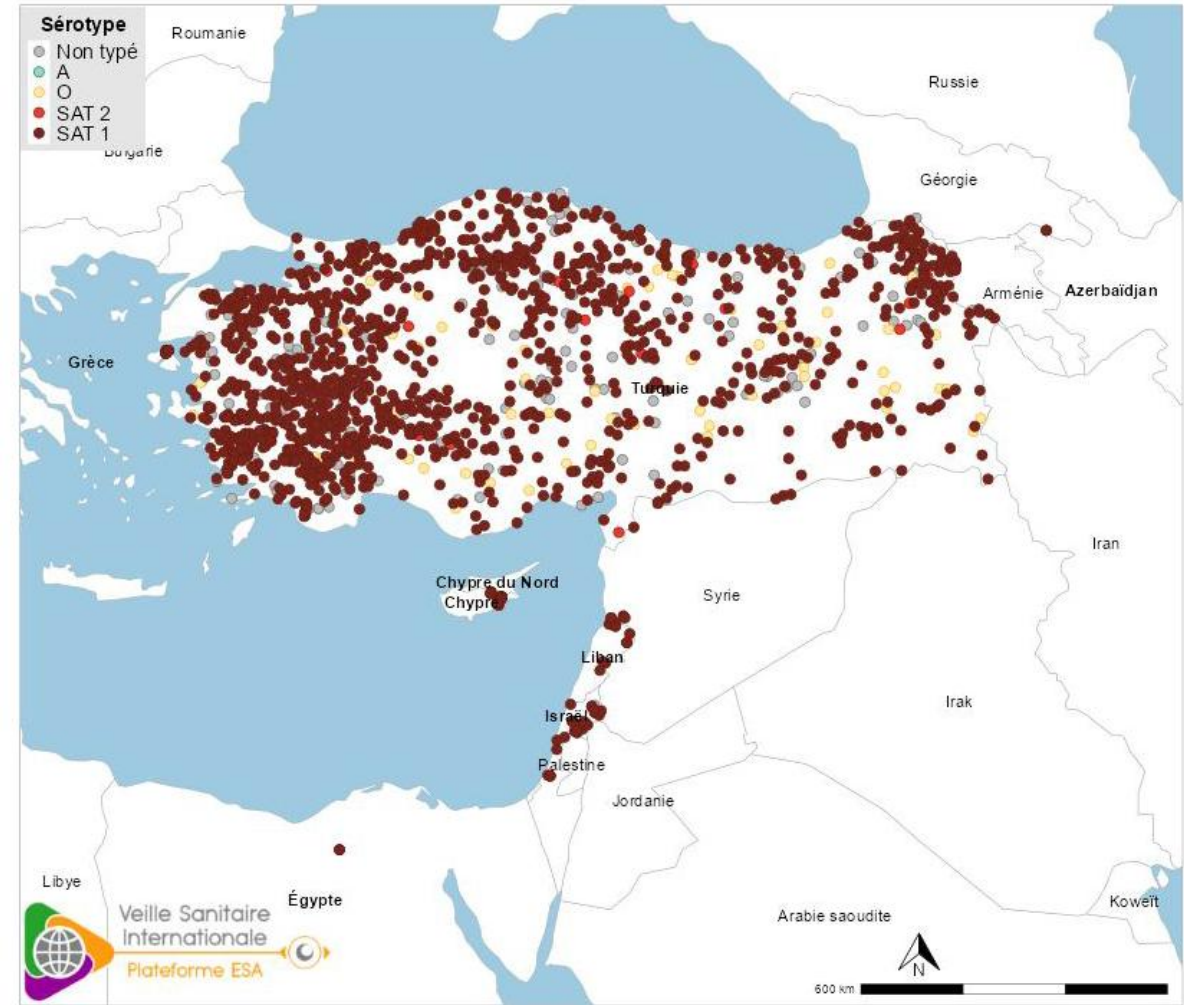 Sérotype
Non typé
A
O
SAT 2
SAT 1
Roumanie
Bulgarie
Russie
Géorgie
Arménie
Azerbaïdjan
Grèce
Turquie
Iran
Chypre du Nord
Chypre
Syrie
Liban
Irak
Israël
Palestine
Jordanie
Libye
Égypte
Koweït
Arabie saoudite
Veille Sanitaire
Internationale
Plateforme ESA
N
600 km